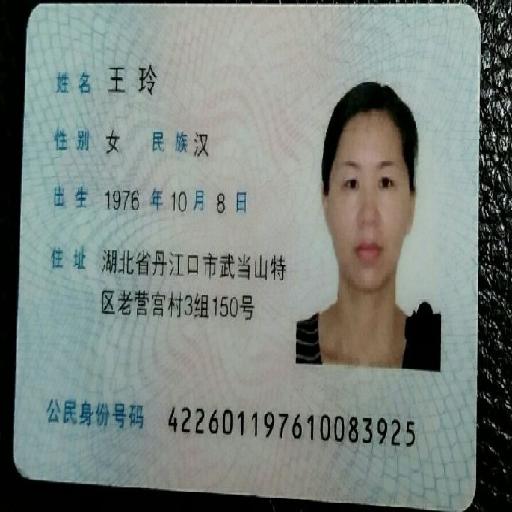 姓名 王玲
性别 女 民族 汉
出生 1976 年 10 月 8 日
住址 湖北省丹江口市武当山特
区老营宫村3组150号
公民身份号码 422601197610083925